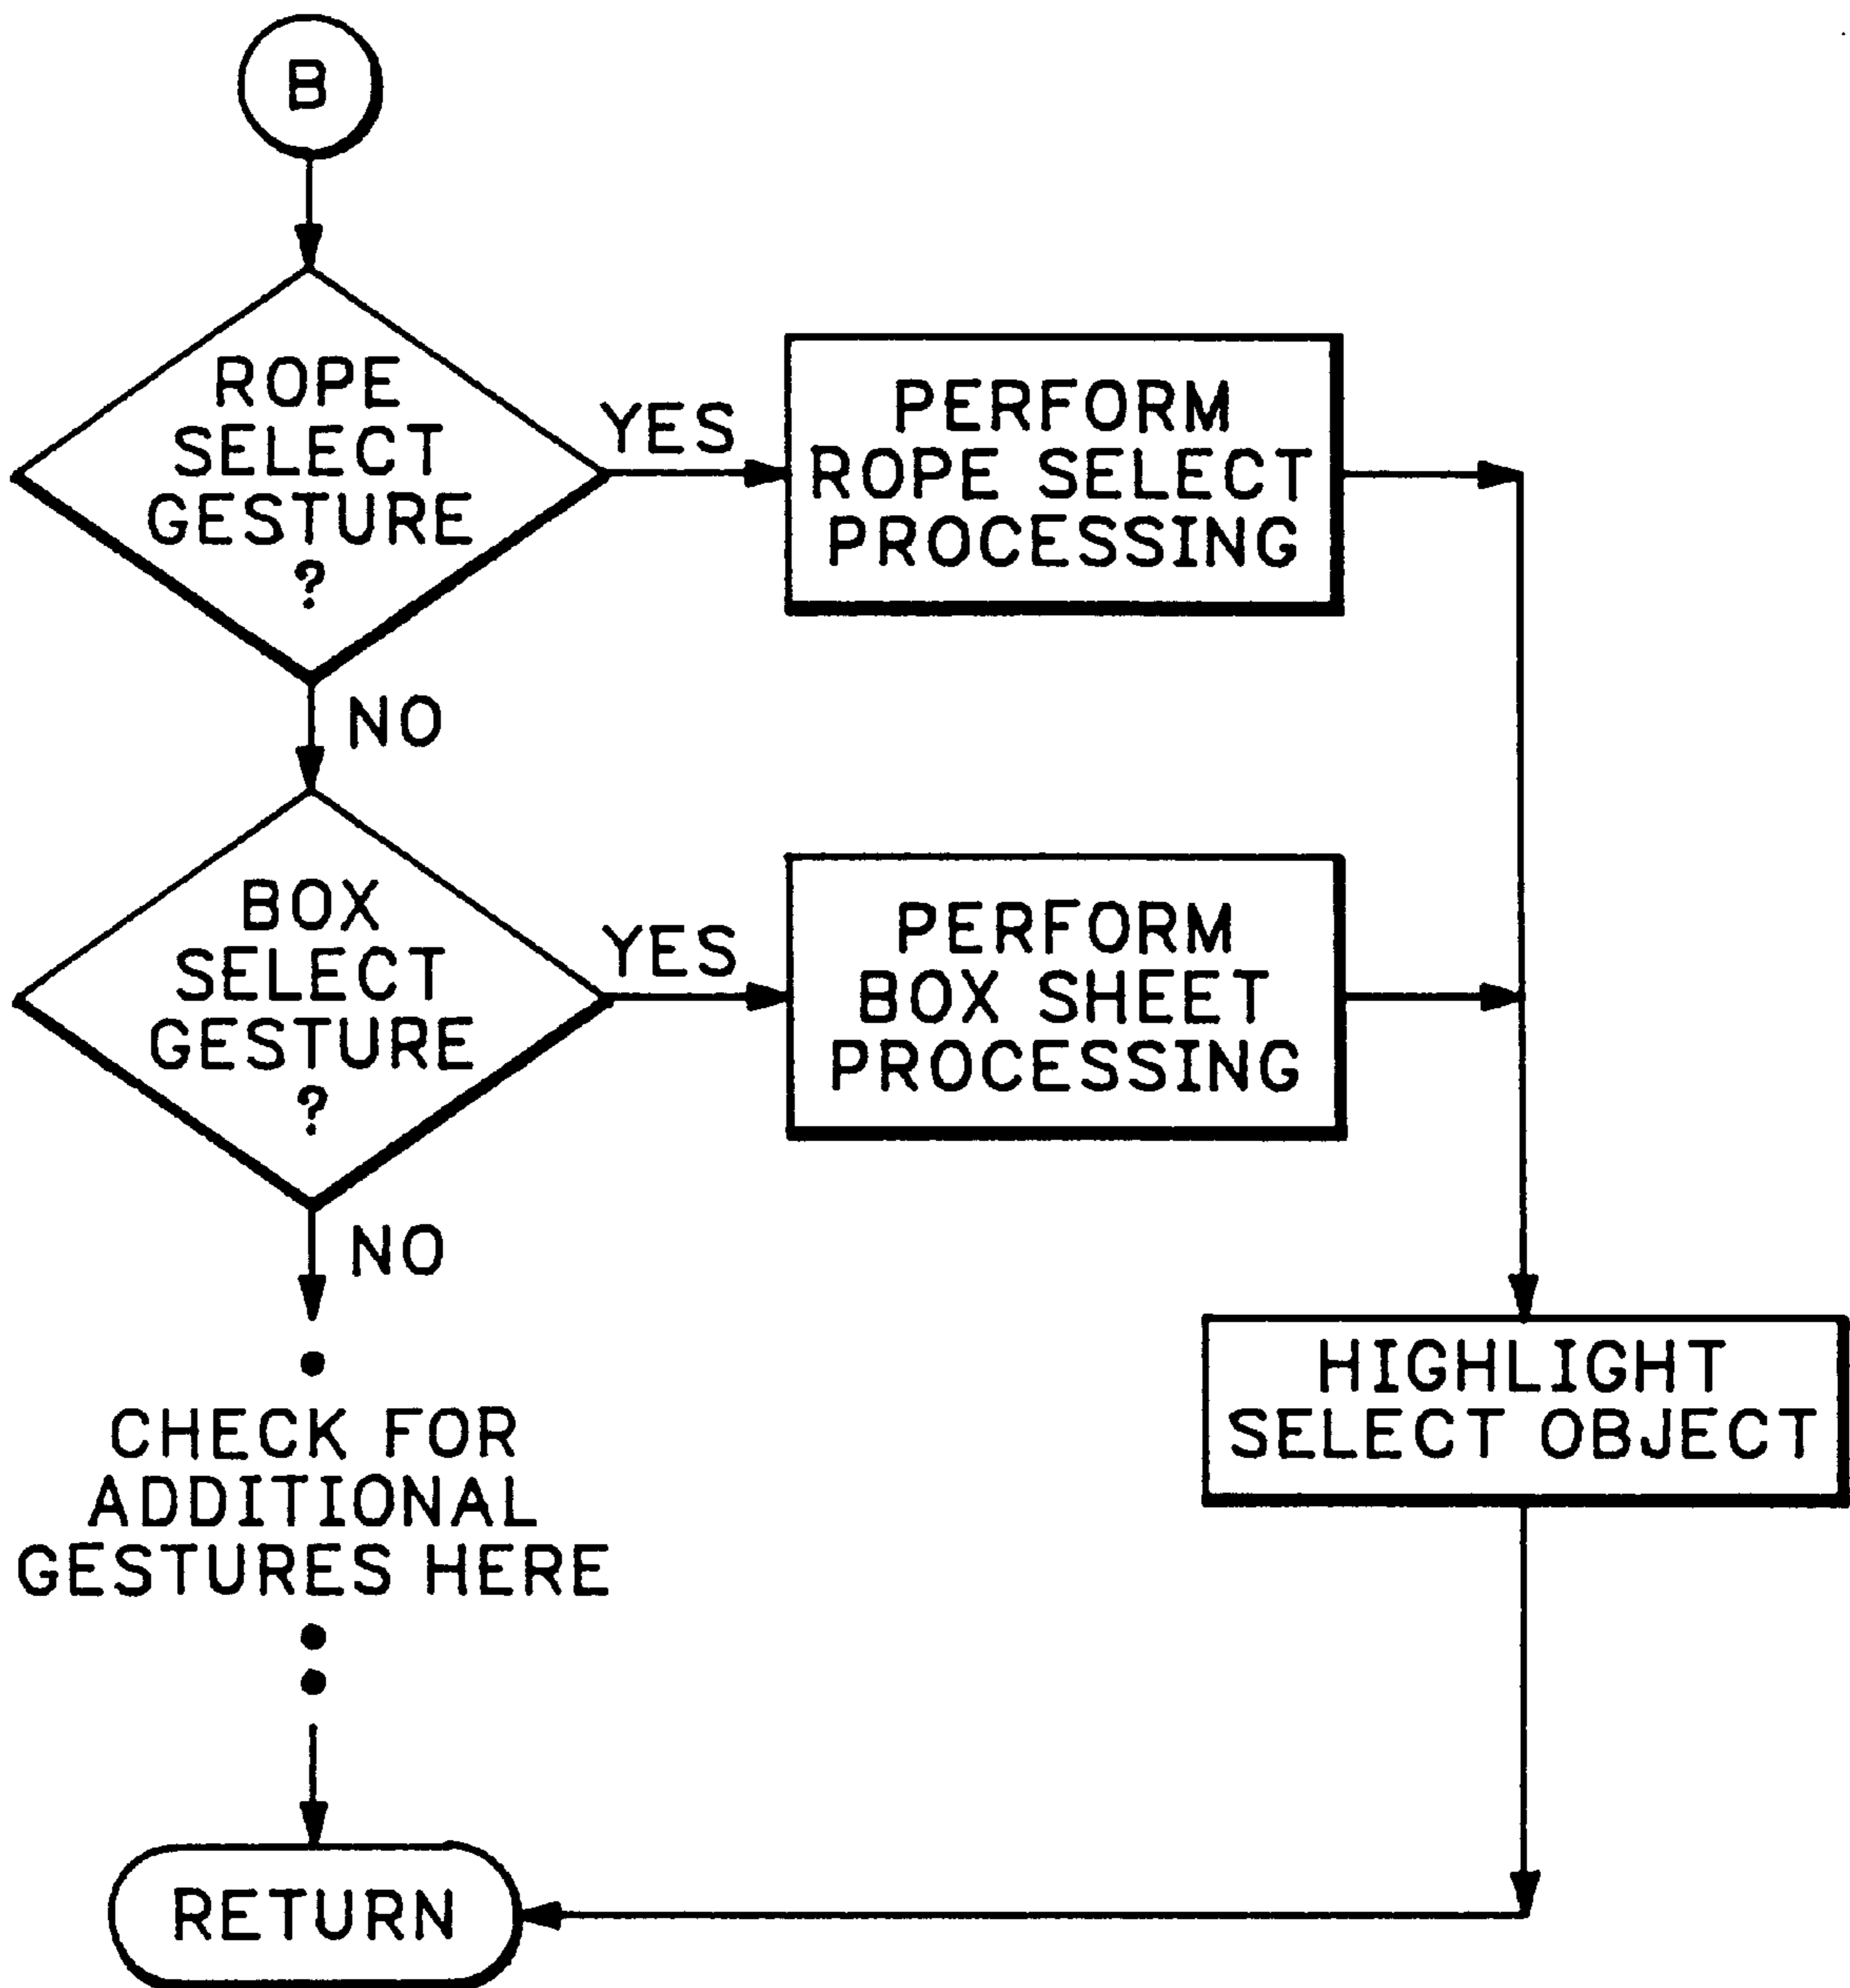 B
ROPE
SELECT
GESTURE
?
YES
PERFORM
ROPE SELECT
PROCESSING
NO
BOX
SELECT
GESTURE
?
YES
PERFORM
BOX SHEET
PROCESSING
NO
CHECK FOR
ADDITIONAL
GESTURES HERE
HIGHLIGHT
SELECT OBJECT
RETURN